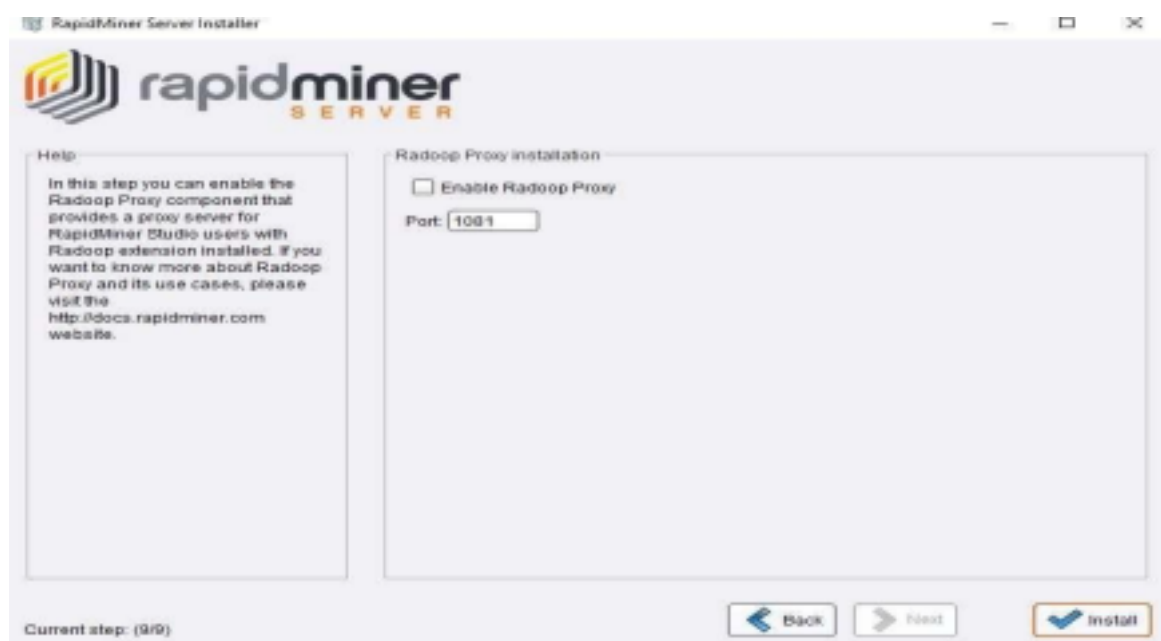 RapidMiner Server Installer
rapidminer
SERVER
Help
In this step you can enable the
Radoop Proxy component that
provides a proxy server for
RapidMiner Studio users with
Radoop extension installed. If you
want to know more about Radoop
Proxy and its use cases, please
visit the
http://docs.rapidminer.com
website.
Radoop Proxy installation
Enable Radoop Proxy
Port: 1081
Current step: (9/9)
Back
Next
Install